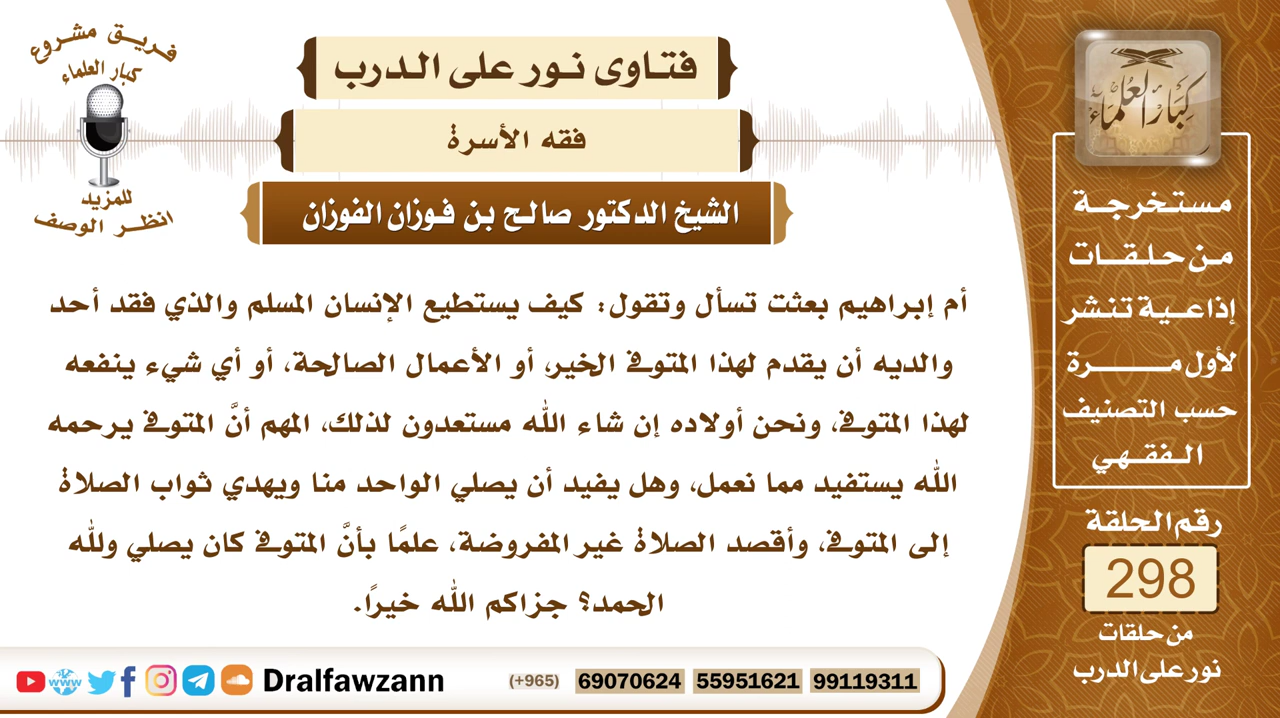 فريق مشروع
كبار العلماء
للمزيد
انظر الوصف
فتاوى نور على الدرب
فقه الأسرة
الشيخ الدكتور صالح بن فوزان الفوزان
أم إبراهيم بعثت تسأل وتقول: كيف يستطيع الإنسان المسلم والذي فقد أحد
والديه أن يقدم لهذا المتوفى الخير، أو الأعمال الصالحة، أو أي شيء ينفعه
لهذا المتوفى، ونحن أولاده إن شاء الله مستعدون لذلك، المهم أنَّ المتوفى يرحمه
الله يستفيد مما نعمل، وهل يفيد أن يصلي الواحد منا ويهدي ثواب الصلاة
إلى المتوفى، وأقصد الصلاة غير المفروضة، علمًا بأنَّ المتوفى كان يصلي ولله
الحمد؟ جزاكم الله خيرًا.
كبار العلماء
مستخرجة
من حلقات
إذاعية تنشر
لأول مرة
حسب التصنيف
الفقهي
رقم الحلقة
298
من حلقات
نور على الدرب
www Dralfawzann (+965) 69070624 55951621 99119311